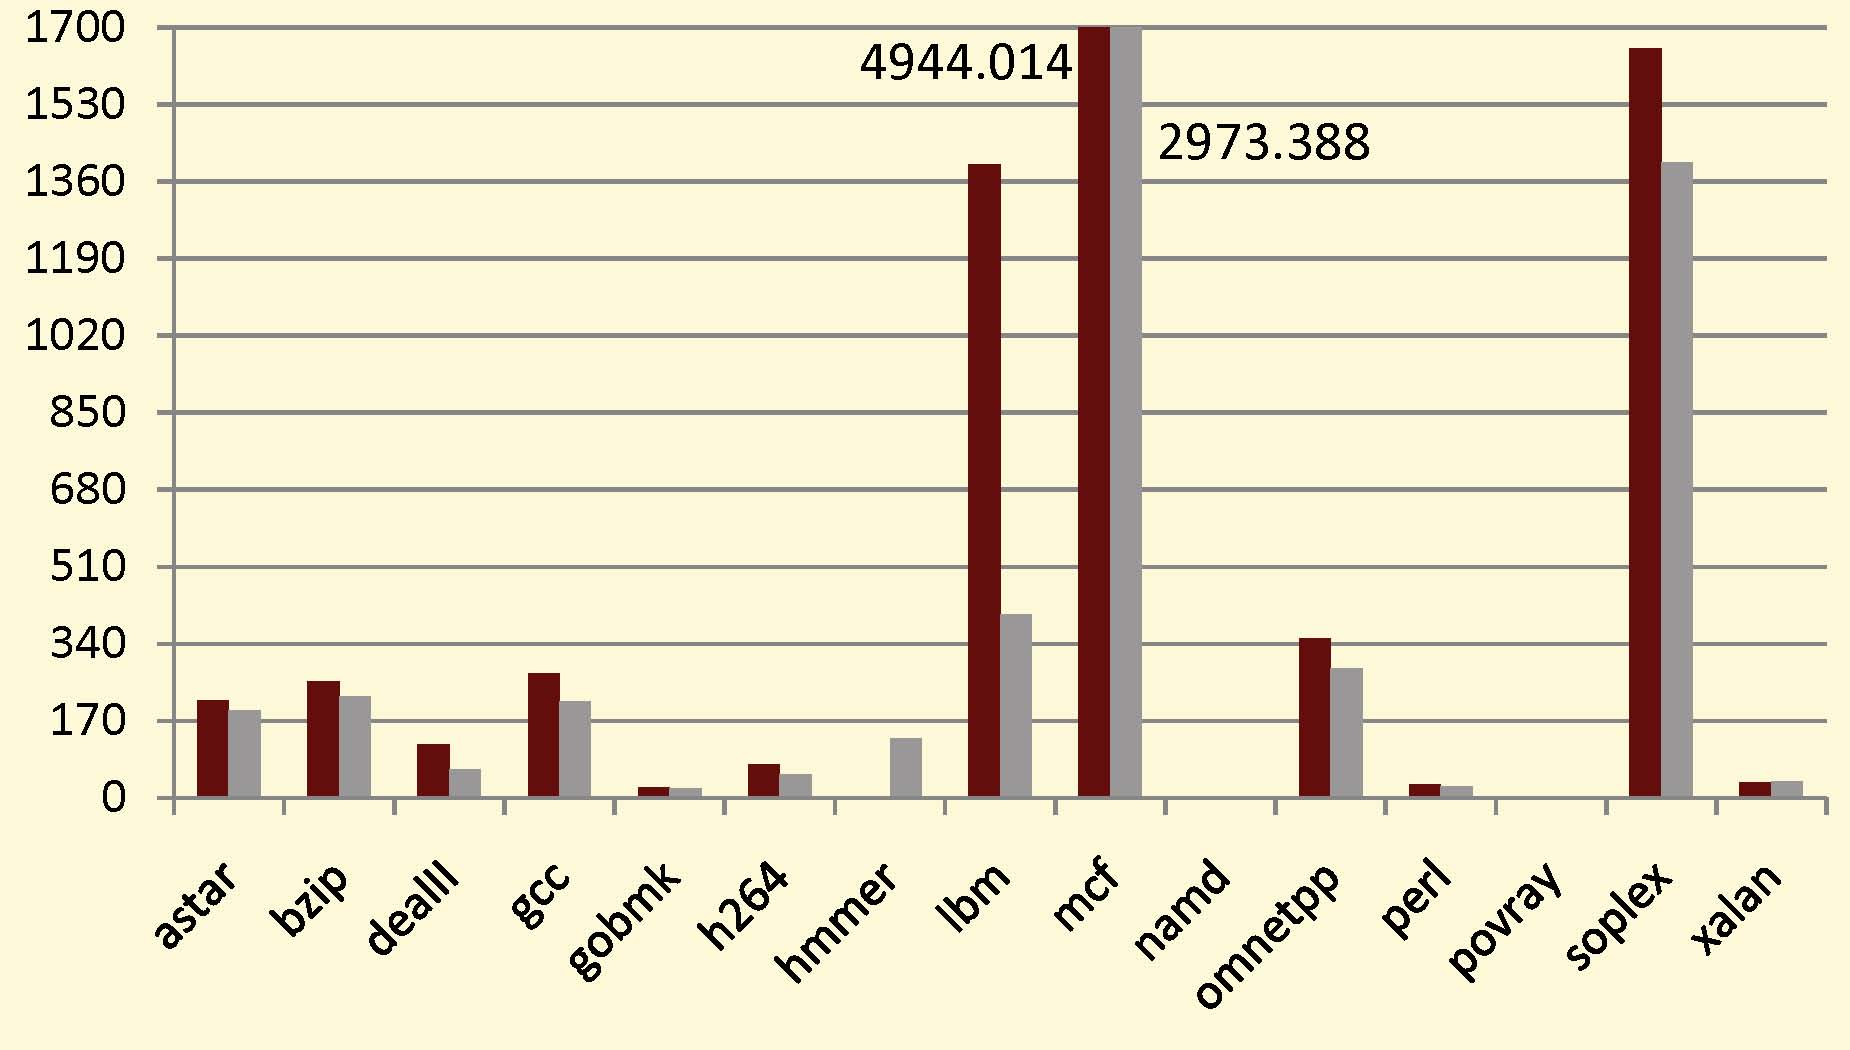 1700
4944.014
1530
2973.388
1360
1190
1020
850
680
510
340
170
0
astar
bzip
dealII
gcc
gobmk
h264
hmmer
lbm
mcf
namd
omnetpp
perl
povray
soplex
xalan